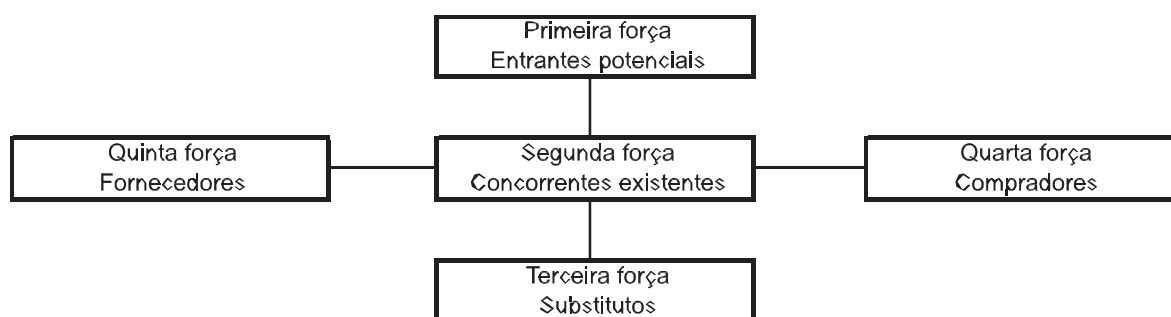 Primeira força
Entrantes potenciais
Quinta força
Fornecedores
Segunda força
Concorrentes existentes
Quarta força
Compradores
Terceira força
Substitutos